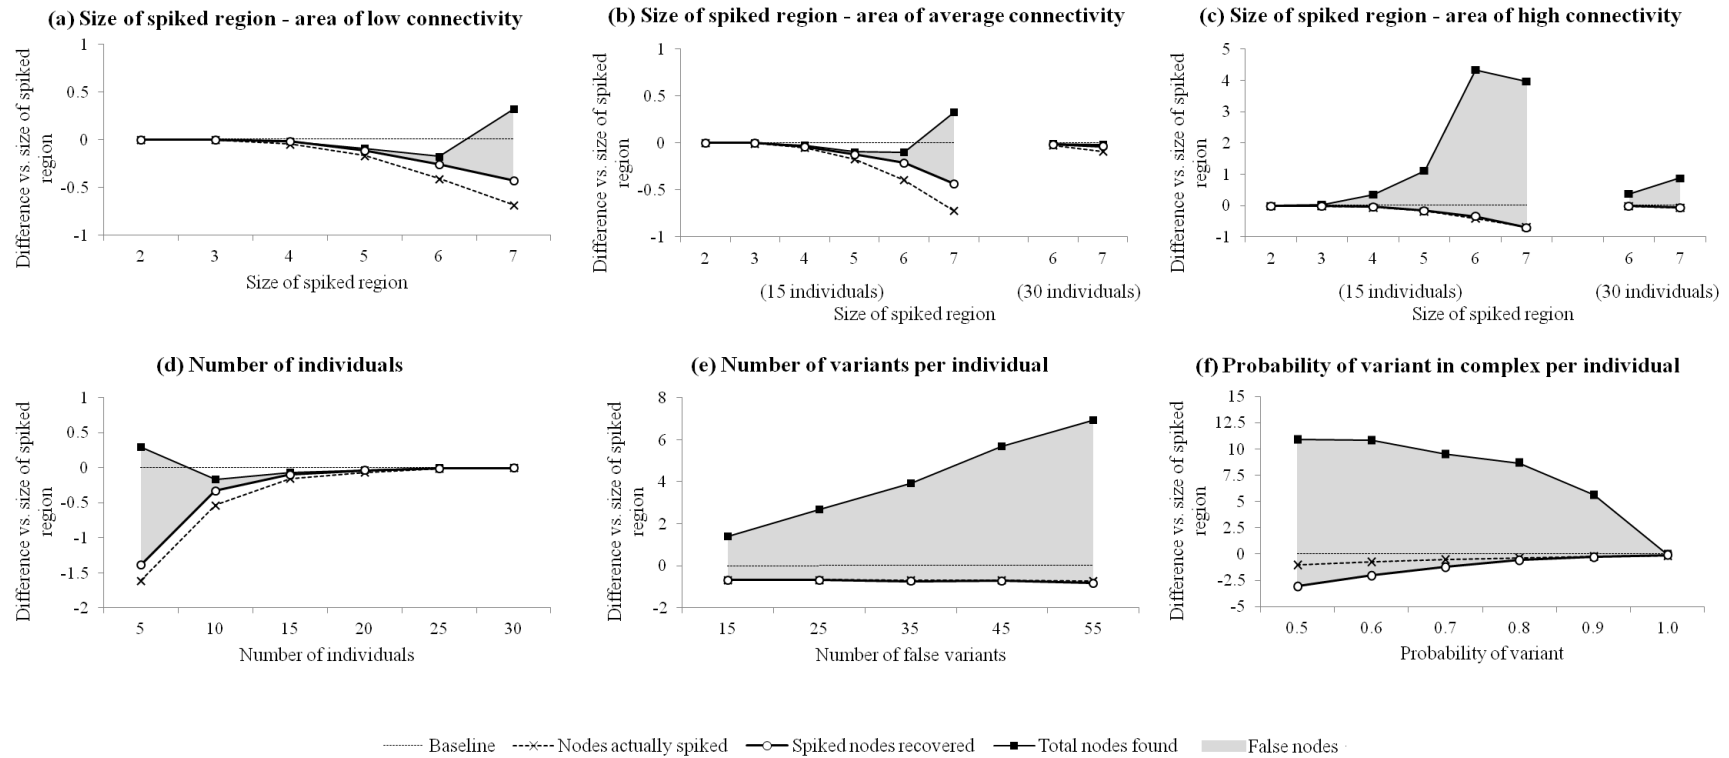 (a) Size of spiked region - area of low connectivity
Difference vs. size of spiked
region
1
0.5
0
-0.5
-1
2 3 4 5 6 7
Size of spiked region
(b) Size of spiked region - area of average connectivity
Difference vs. size of spiked
region
1
0.5
0
-0.5
-1
2 3 4 5 6 7 6 7
(15 individuals) (30 individuals)
Size of spiked region
(c) Size of spiked region - area of high connectivity
Difference vs. size of spiked
region
5
4
3
2
1
0
-1
2 3 4 5 6 7 6 7
(15 individuals) (30 individuals)
Size of spiked region
(d) Number of individuals
Difference vs. size of spiked
region
1
0.5
0
-0.5
-1
-1.5
-2
5 10 15 20 25 30
Number of individuals
(e) Number of variants per individual
Difference vs. size of spiked
region
8
6
4
2
0
-2
15 25 35 45 55
Number of false variants
(f) Probability of variant in complex per individual
Difference vs. size of spiked
region
15
12.5
10
7.5
5
2.5
0
-2.5
-5
0.5 0.6 0.7 0.8 0.9 1.0
Probability of variant
Baseline Nodes actually spiked Spiked nodes recovered Total nodes found False nodes